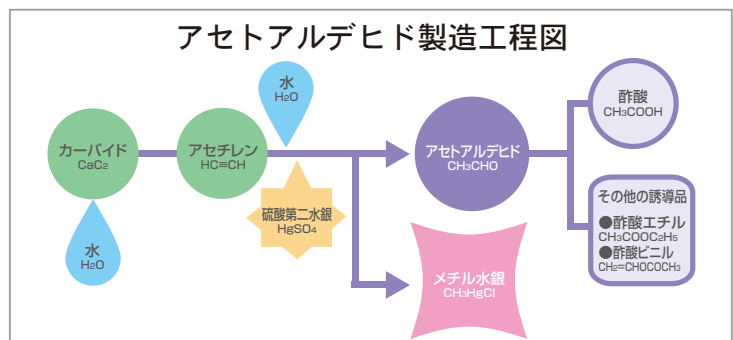 アセトアルデヒド製造工程図
水
H2O
カーバイド
CaC2
アセチレン
HC≡CH
水
H2O
硫酸第二水銀
HgSO4
アセトアルデヒド
CH3CHO
メチル水銀
CH3HgCl
酢酸
CH3COOH
その他の誘導品
●酢酸エチル
CH3COOC2H5
●酢酸ビニル
CH2=CHOCOCH3